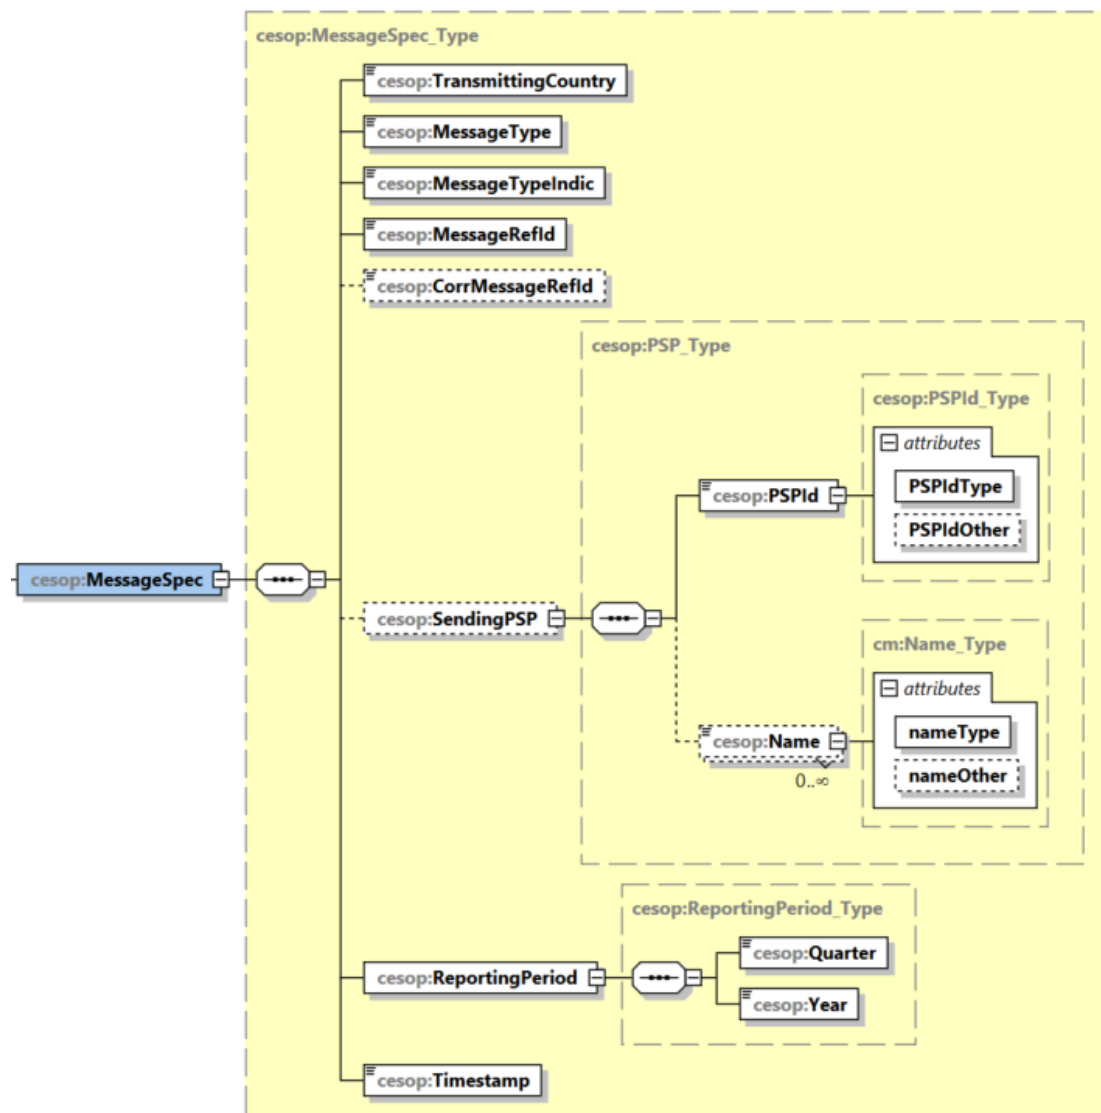 cesop:MessageSpec_Type
cesop:TransmittingCountry
cesop:MessageType
cesop:MessageTypeIndic
cesop:MessageRefId
cesop:CorrMessageRefId
cesop:PSP_Type
cesop:PSPId_Type
attributes
cesop:PSPId
PSPIdType
PSPIdOther
cesop:MessageSpec
cesop:SendingPSP
cm:Name_Type
attributes
cesop:Name
nameType
nameOther
0..∞
cesop:ReportingPeriod_Type
cesop:ReportingPeriod
cesop:Quarter
cesop:Year
cesop:Timestamp